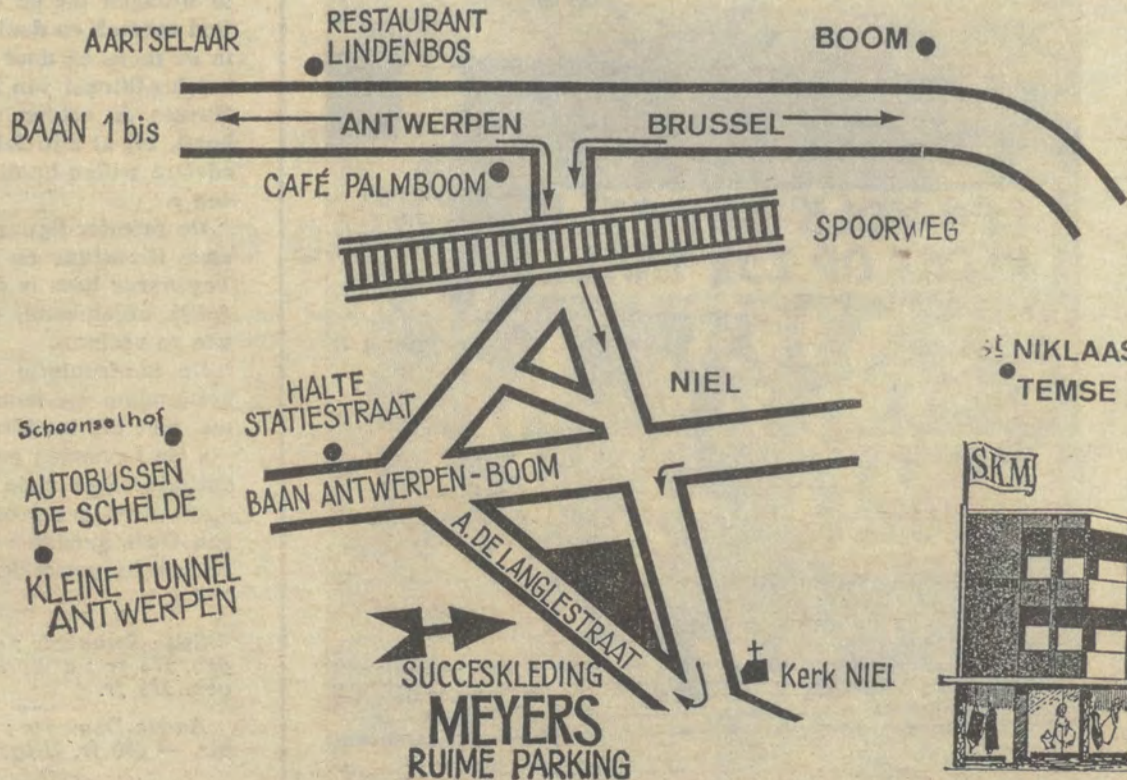 AARTSELAAR
RESTAURANT
LINDENBOS
BOOM
BAAN 1 bis
ANTWERPEN
BRUSSEL
CAFÉ PALMBOOM
SPOORWEG
St NIKLAAS
TEMSE
NIEL
HALTE
STATIESTRAAT
Schoonselhof
AUTOBUSSEN
DE SCHELDE
BAAN ANTWERPEN-BOOM
KLEINE TUNNEL
ANTWERPEN
A. DE LANGLESTRAAT
SKM
Kerk NIEL
SUCCESKLEDING
MEYERS
RUIME PARKING